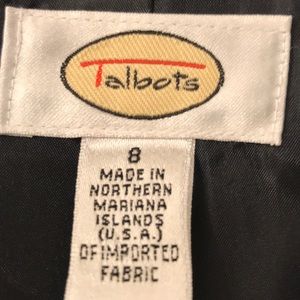 Talbots
8
MADE IN
NORTHERN
MARIANA
ISLANDS
(U.S.A.)
OF IMPORTED
FABRIC